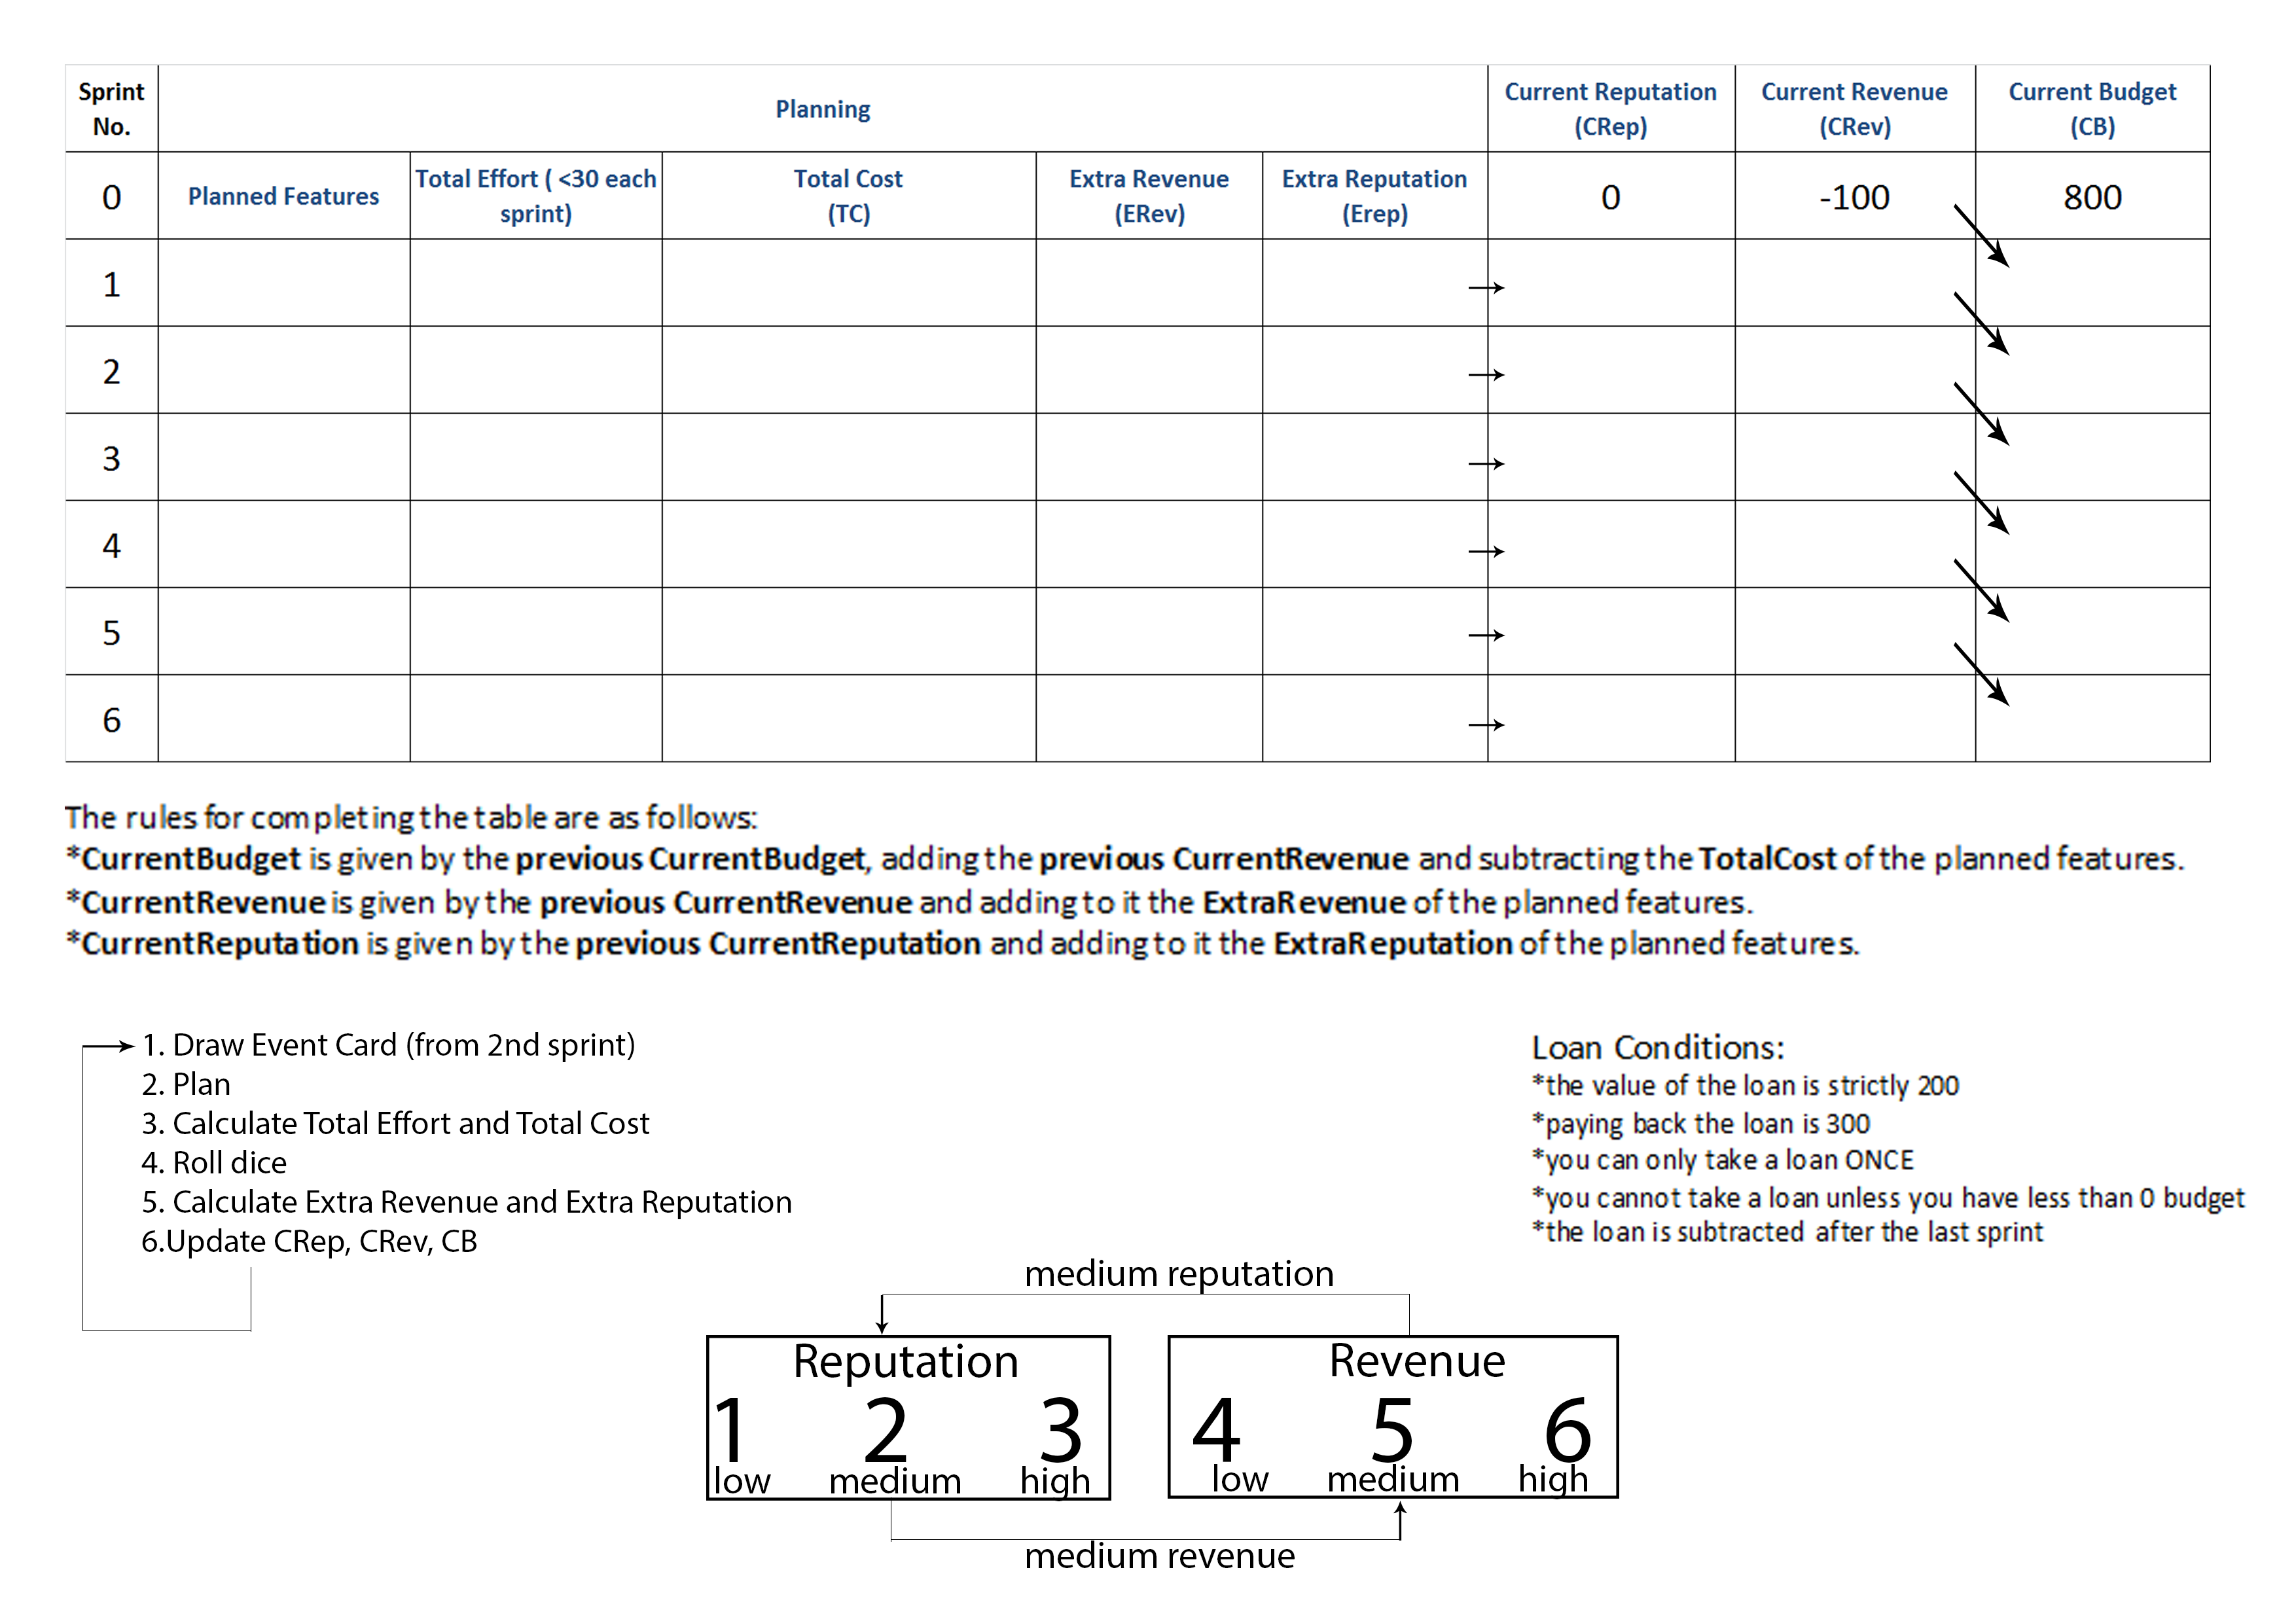 Sprint No.
Planning
Current Reputation (CRep)
Current Revenue (CRev)
Current Budget (CB)
0
Planned Features
Total Effort ( <30 each sprint)
Total Cost (TC)
Extra Revenue (ERev)
Extra Reputation (Erep)
0
-100
800
1
2
3
4
5
6
The rules for completing the table are as follows:
*CurrentBudget is given by the previous CurrentBudget, adding the previous CurrentRevenue and subtracting the TotalCost of the planned features.
*CurrentRevenue is given by the previous CurrentRevenue and adding to it the ExtraRevenue of the planned features.
*CurrentReputation is given by the previous CurrentReputation and adding to it the ExtraReputation of the planned features.
1. Draw Event Card (from 2nd sprint)
2. Plan
3. Calculate Total Effort and Total Cost
4. Roll dice
5. Calculate Extra Revenue and Extra Reputation
6.Update CRep, CRev, CB
Loan Conditions:
*the value of the loan is strictly 200
*paying back the loan is 300
*you can only take a loan ONCE
*you cannot take a loan unless you have less than 0 budget
*the loan is subtracted after the last sprint
medium reputation
Reputation
1 2 3
low medium high
Revenue
4 5 6
low medium high
medium revenue